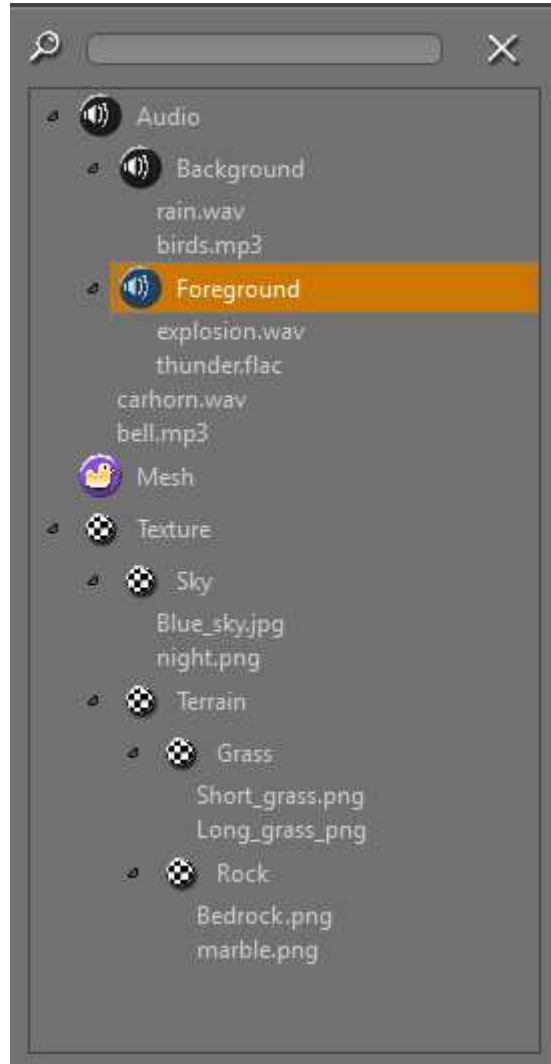 Audio
Background
rain.wav
birds.mp3
Foreground
explosion.wav
thunder.flac
carhorn.wav
bell.mp3
Mesh
Texture
Sky
Blue_sky.jpg
night.png
Terrain
Grass
Short_grass.png
Long_grass_png
Rock
Bedrock.png
marble.png